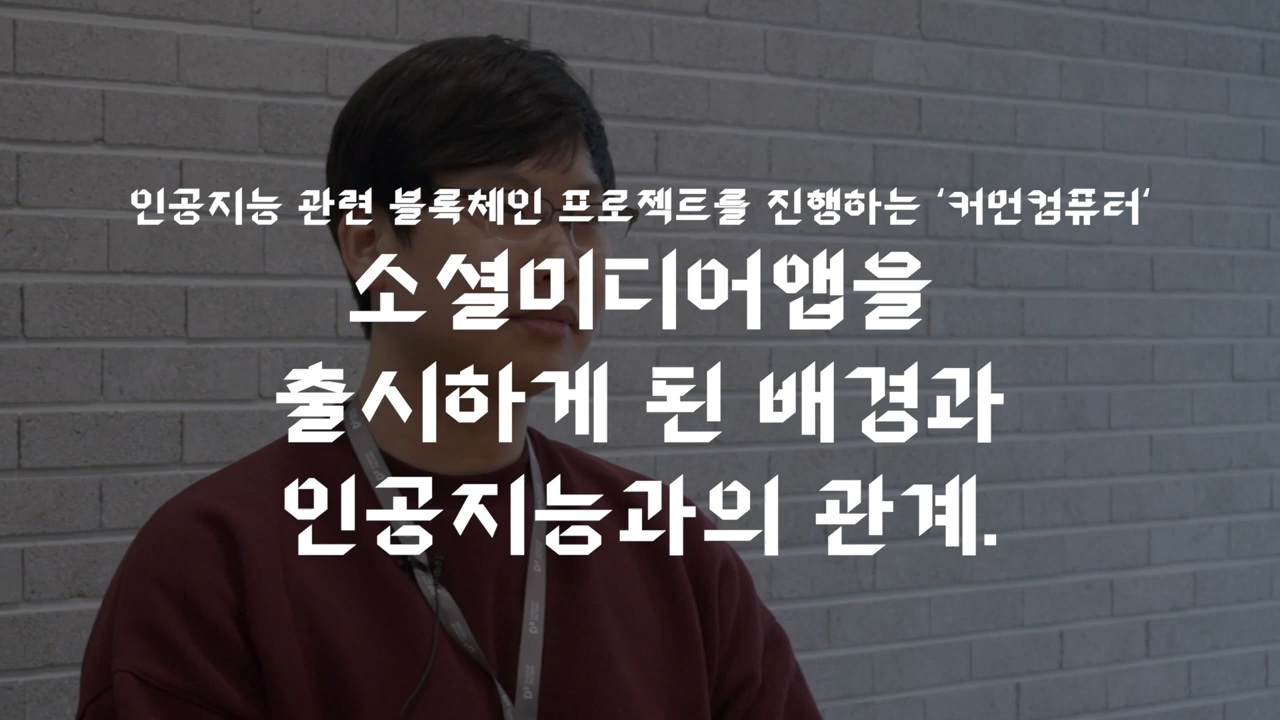 인공지능 관련 블록체인 프로젝트를 진행하는 '커먼컴퓨터'
소셜미디어앱을
출시하게 된 배경과
인공지능과의 관계.